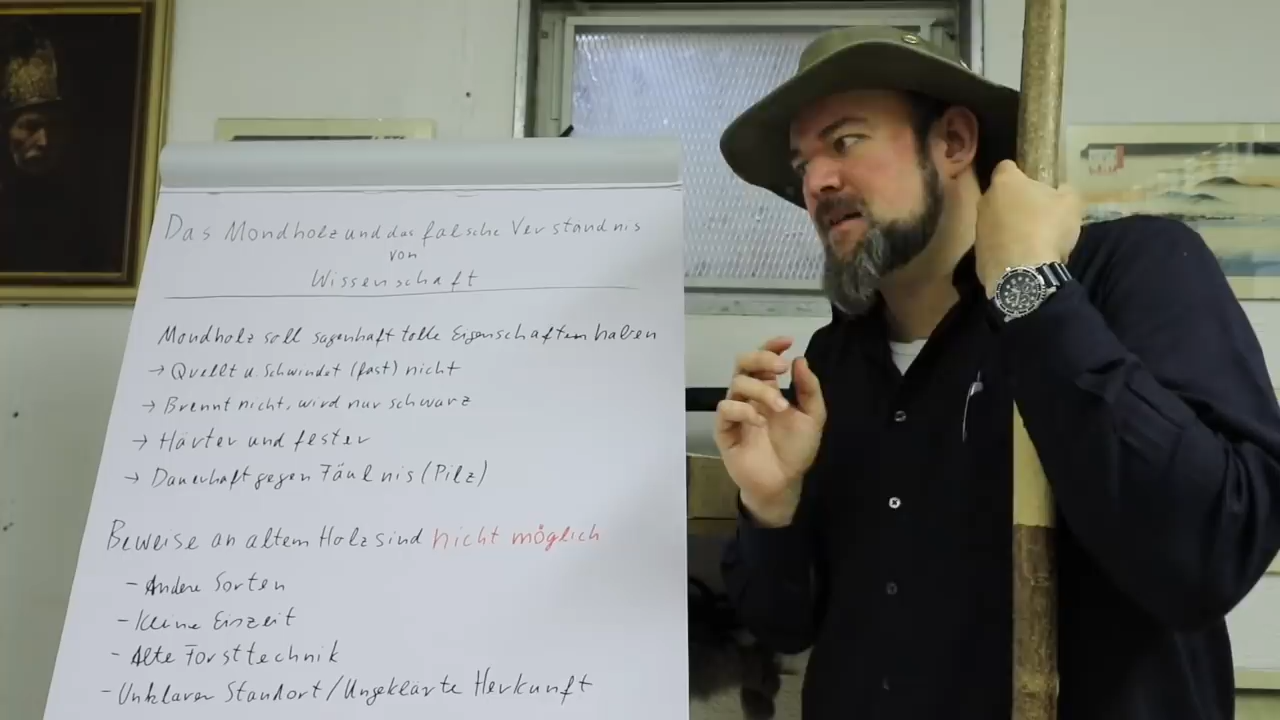 Das Mondholz und das falsche Verständnis
von
Wissenschaft
Mondholz soll sagenhaft tolle Eigenschaften haben
→ Quellt u. schwindet (fast) nicht
→ Brennt nicht, wird nur schwarz
→ Härter und fester
→ Dauerhaft gegen Fäulnis (Pilz)
Beweise an altem Holz sind nicht möglich
- Andere Sorten
- Keine Eiszeit
- Alte Forsttechnik
- Unklarer Standort/Ungeklärte Herkunft